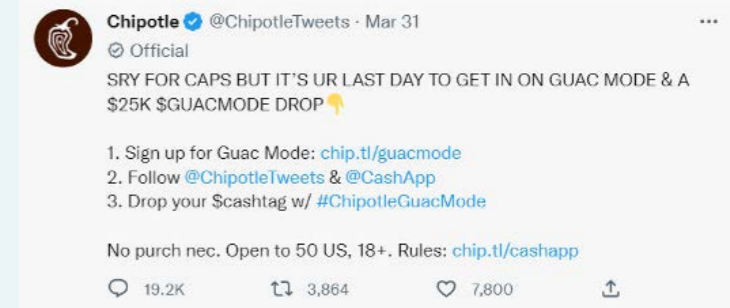 Chipotle @ChipotleTweets · Mar 31
Official
SRY FOR CAPS BUT IT'S UR LAST DAY TO GET IN ON GUAC MODE & A
$25K $GUACMODE DROP👇
1. Sign up for Guac Mode: chip.tl/guacmode
2. Follow @ChipotleTweets & @CashApp
3. Drop your $cashtag w/ #ChipotleGuacMode
No purch nec. Open to 50 US, 18+. Rules: chip.tl/cashapp
19.2K 3,864 7,800